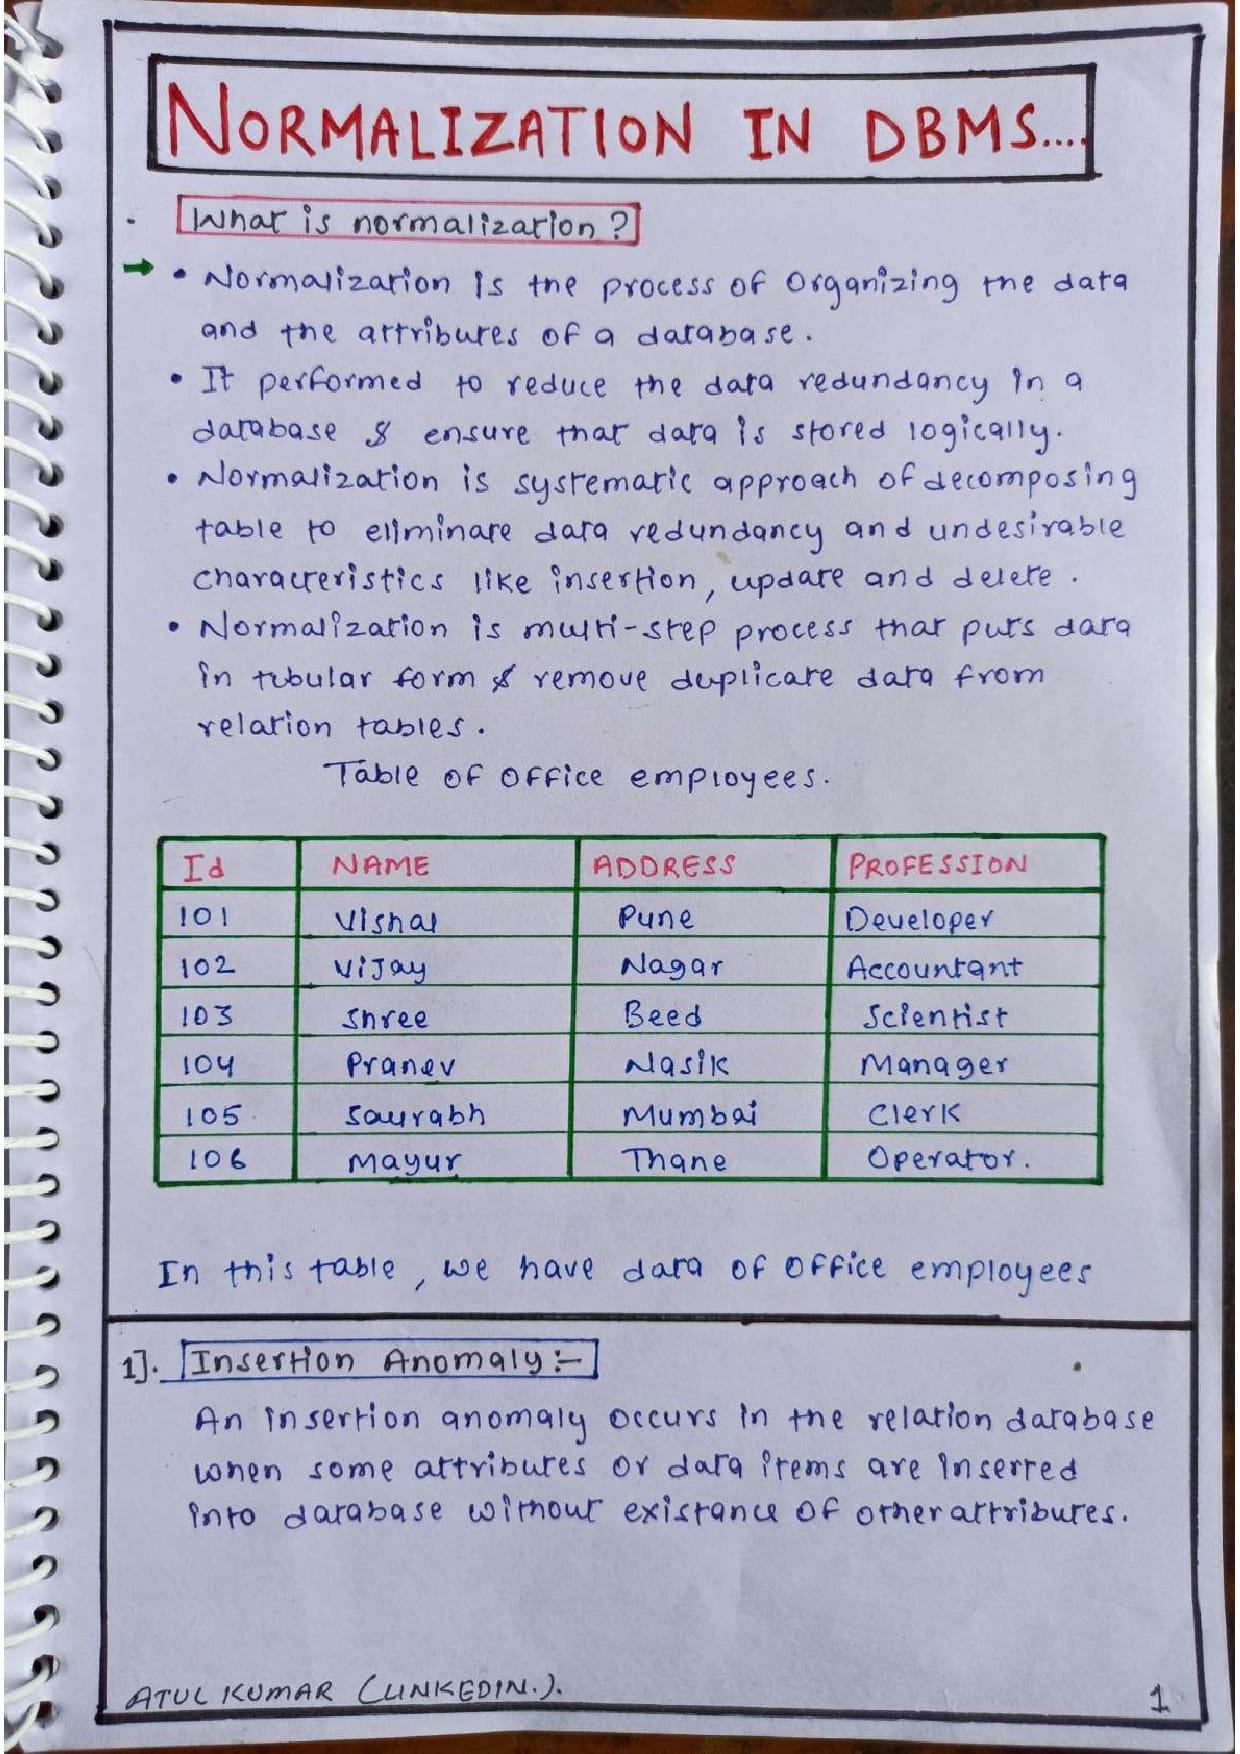 NORMALIZATION IN DBMS....
What is normalization ?
• Normalization is the process of Organizing the data
and the attributes of a database.
• It performed to reduce the data redundancy in a
database & ensure that data is stored logically.
• Normalization is systematic approach of decomposing
table to eliminate data redundancy and undesirable
characteristics like insertion, update and delete.
• Normalization is multi-step process that puts data
in tubular form & remove duplicate data from
relation tables.
Table of office employees.
Id NAME ADDRESS PROFESSION
101 Vishal Pune Developer
102 Vijay Nagar Accountant
103 Shree Beed Scientist
104 Pranev Nasik Manager
105 Saurabh Mumbai Clerk
106 Mayur Thane Operator.
In this table, we have data of office employees
1]. Insertion Anomaly :-
An insertion anomaly occurs in the relation database
when some attributes or data items are inserted
into database without existance of other attributes.
ATUL KUMAR (LINKEDIN.). 1